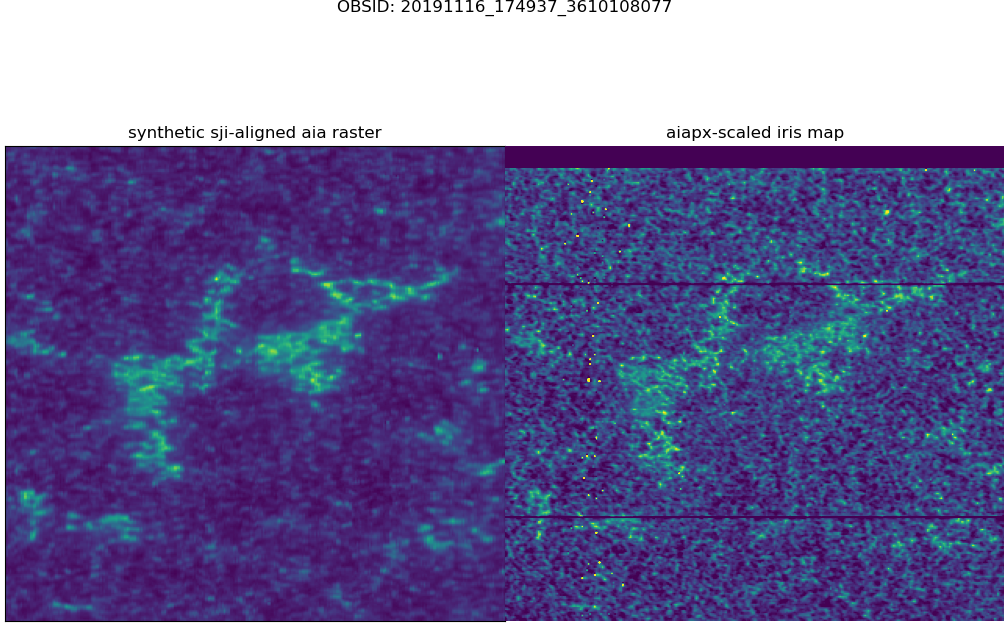 OBSID: 20191116_174937_3610108077
synthetic sji-aligned aia raster
aiapx-scaled iris map